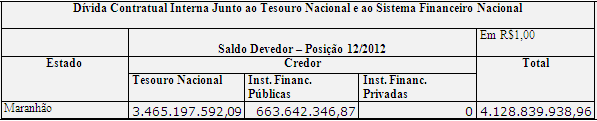 Dívida Contratual Interna Junto ao Tesouro Nacional e ao Sistema Financeiro Nacional
Em R$1,00
Saldo Devedor – Posição 12/2012
Estado Credor Total
Tesouro Nacional Inst. Financ. Públicas Inst. Financ. Privadas
Maranhão 3.465.197.592,09 663.642.346,87 0 4.128.839.938,96